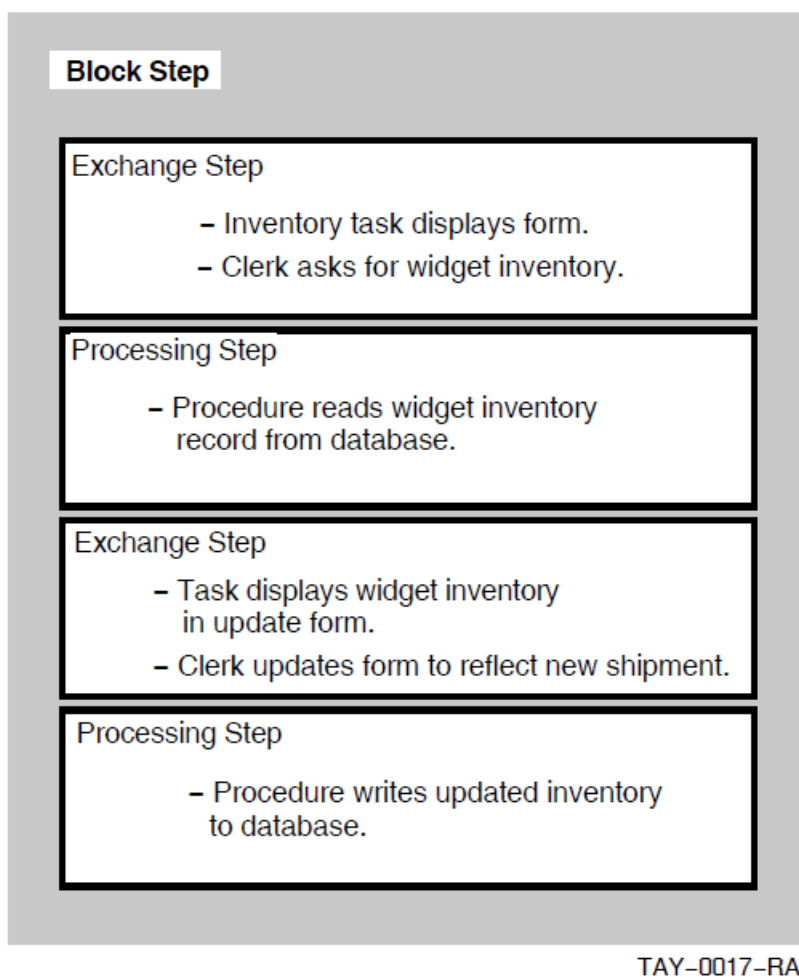 Block Step
Exchange Step
– Inventory task displays form.
– Clerk asks for widget inventory.
Processing Step
– Procedure reads widget inventory
record from database.
Exchange Step
– Task displays widget inventory
in update form.
– Clerk updates form to reflect new shipment.
Processing Step
– Procedure writes updated inventory
to database.
TAY–0017–RA